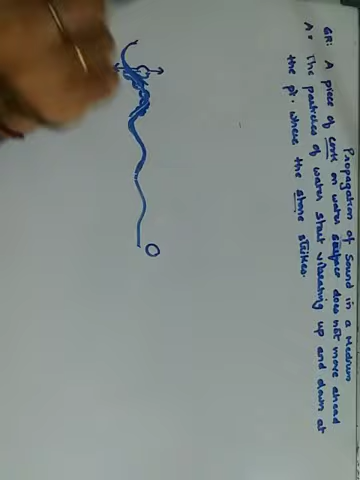 Propagation of Sound in a Medium
GR: A piece of cork on water surface does not move ahead
A: The particles of water start vibrating up and down at
the pt. where the stone strikes.